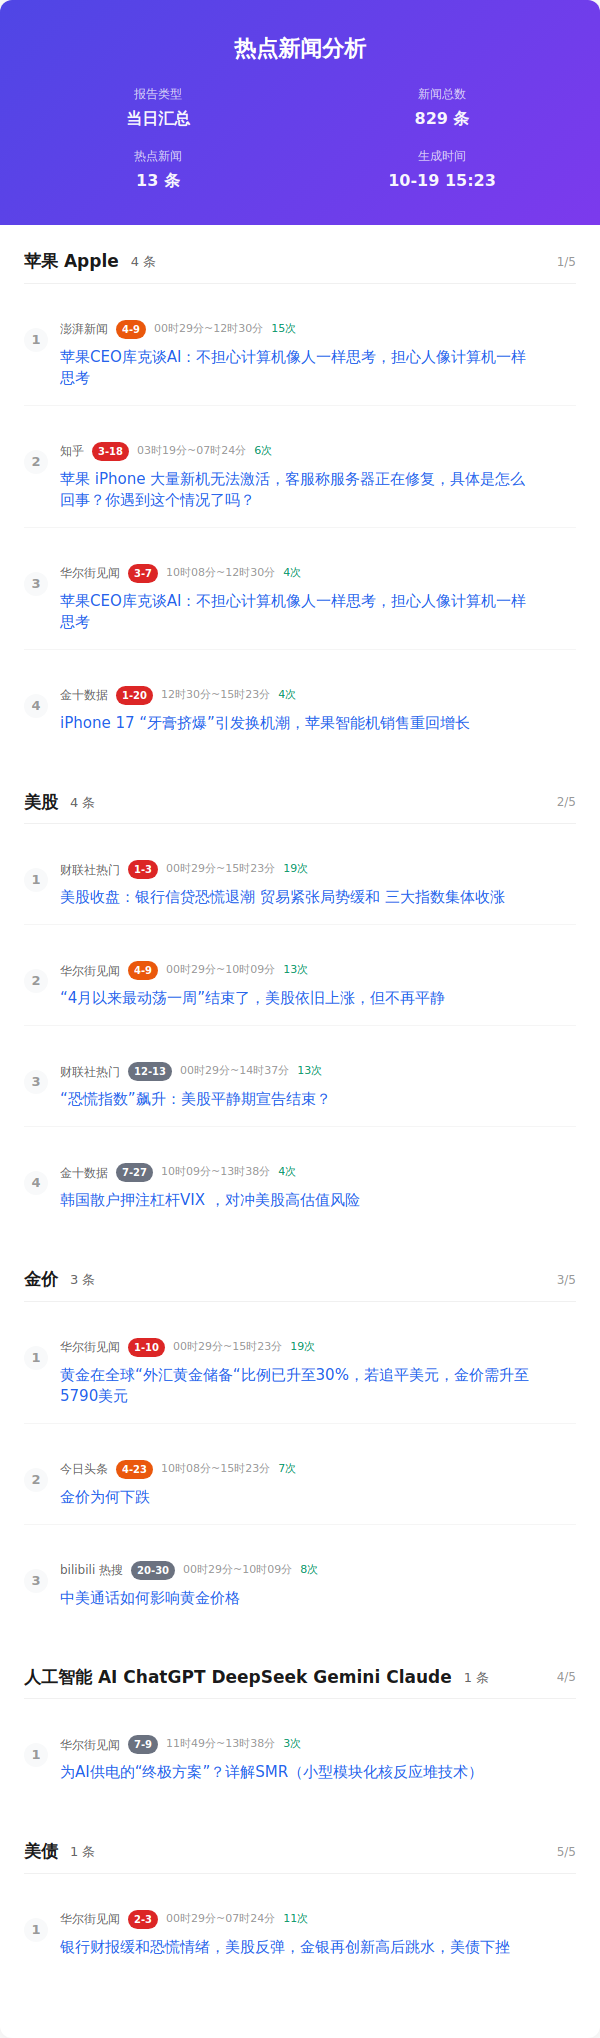 热点新闻分析
报告类型
新闻总数
当日汇总
829 条
热点新闻
生成时间
13 条
10-19 15:23
苹果 Apple 4 条 1/5
1
澎湃新闻 4-9 00时29分~12时30分 15次
苹果CEO库克谈AI：不担心计算机像人一样思考，担心人像计算机一样
思考
2
知乎 3-18 03时19分~07时24分 6次
苹果 iPhone 大量新机无法激活，客服称服务器正在修复，具体是怎么
回事？你遇到这个情况了吗？
3
华尔街见闻 3-7 10时08分~12时30分 4次
苹果CEO库克谈AI：不担心计算机像人一样思考，担心人像计算机一样
思考
4
金十数据 1-20 12时30分~15时23分 4次
iPhone 17 “牙膏挤爆”引发换机潮，苹果智能机销售重回增长
美股 4 条 2/5
1
财联社热门 1-3 00时29分~15时23分 19次
美股收盘：银行信贷恐慌退潮 贸易紧张局势缓和 三大指数集体收涨
2
华尔街见闻 4-9 00时29分~10时09分 13次
“4月以来最动荡一周”结束了，美股依旧上涨，但不再平静
3
财联社热门 12-13 00时29分~14时37分 13次
“恐慌指数”飙升：美股平静期宣告结束？
4
金十数据 7-27 10时09分~13时38分 4次
韩国散户押注杠杆VIX ，对冲美股高估值风险
金价 3 条 3/5
1
华尔街见闻 1-10 00时29分~15时23分 19次
黄金在全球“外汇黄金储备“比例已升至30%，若追平美元，金价需升至
5790美元
2
今日头条 4-23 10时08分~15时23分 7次
金价为何下跌
3
bilibili 热搜 20-30 00时29分~10时09分 8次
中美通话如何影响黄金价格
人工智能 AI ChatGPT DeepSeek Gemini Claude 1 条 4/5
1
华尔街见闻 7-9 11时49分~13时38分 3次
为AI供电的“终极方案”？详解SMR（小型模块化核反应堆技术）
美债 1 条 5/5
1
华尔街见闻 2-3 00时29分~07时24分 11次
银行财报缓和恐慌情绪，美股反弹，金银再创新高后跳水，美债下挫